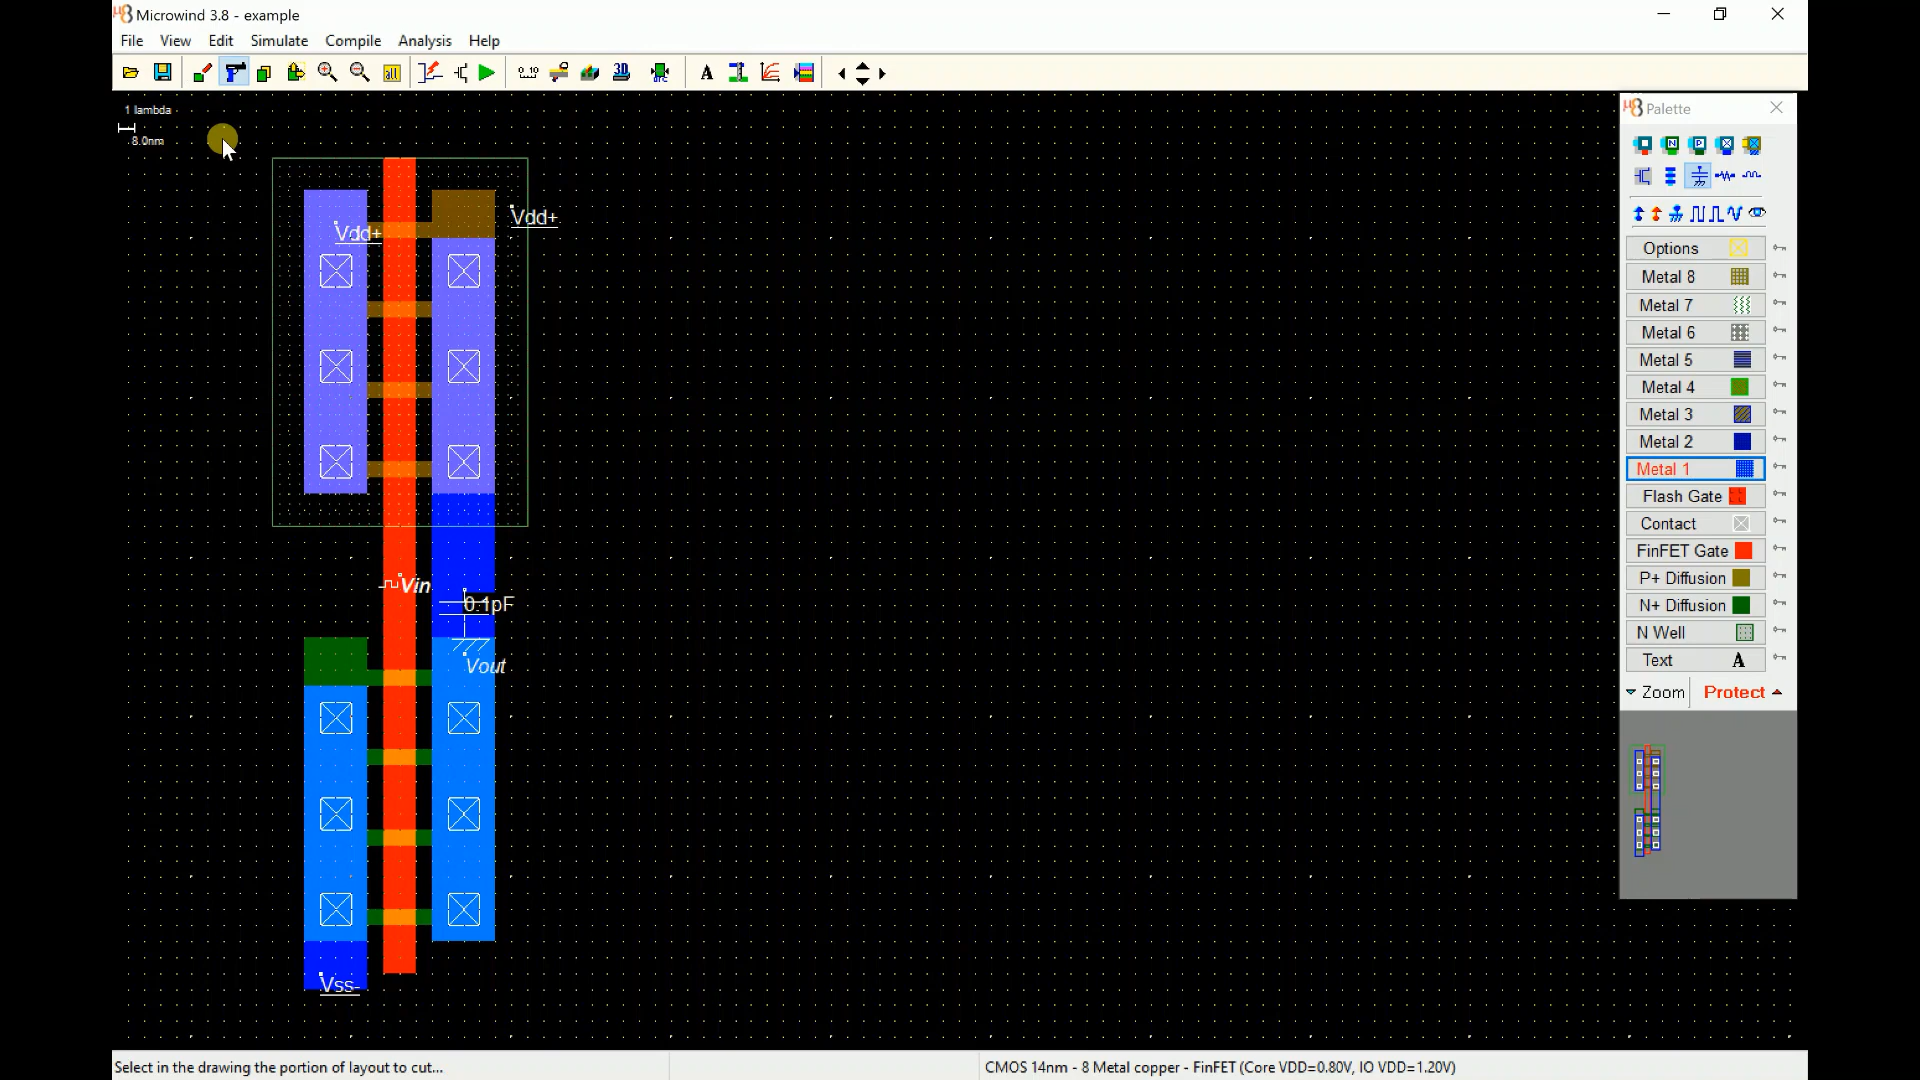 Microwind 3.8 - example
File View Edit Simulate Compile Analysis Help
1 lambda
8.0nm
Palette
Vdd+
Vdd+
Options
Metal 8
Metal 7
Metal 6
Metal 5
Metal 4
Metal 3
Metal 2
Metal 1
Flash Gate
Contact
FinFET Gate
P+ Diffusion
N+ Diffusion
N Well
Text A
Zoom Protect
Vin
0.1pF
Vout
Vss-
Select in the drawing the portion of layout to cut...
CMOS 14nm - 8 Metal copper - FinFET (Core VDD=0.80V, IO VDD=1.20V)